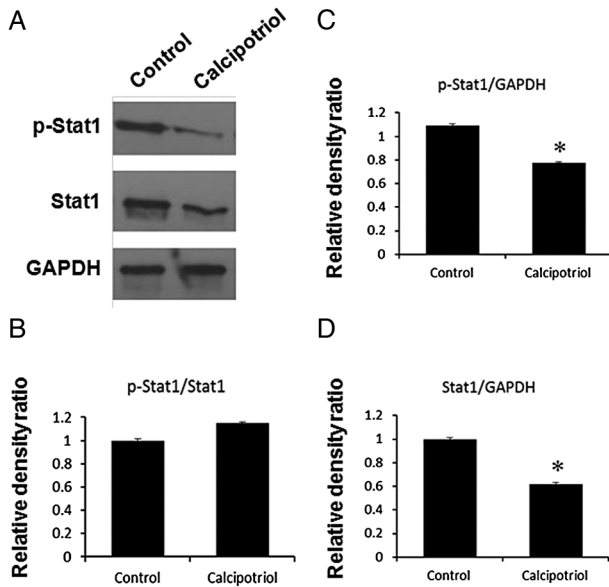 A
Control
Calcipotriol
p-Stat1
Stat1
GAPDH
B
p-Stat1/Stat1
Relative density ratio
1.2
1
0.8
0.6
0.4
0.2
0
Control
Calcipotriol
C
p-Stat1/GAPDH
Relative density ratio
1.2
1
0.8
0.6
0.4
0.2
0
*
Control
Calcipotriol
D
Stat1/GAPDH
Relative density ratio
1.2
1
0.8
0.6
0.4
0.2
0
*
Control
Calcipotriol